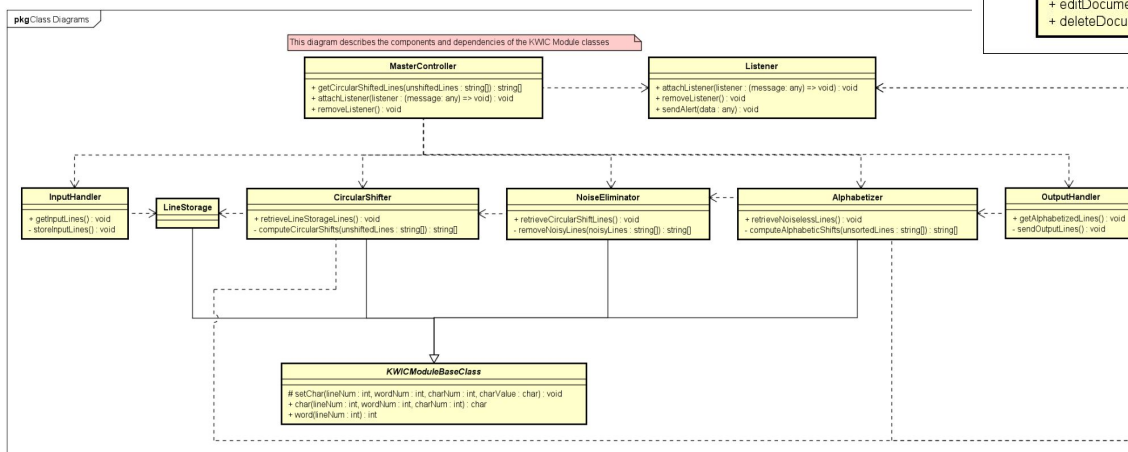 + editDocume
+ deleteDocu
pkg Class Diagrams
This diagram describes the components and dependencies of the KWIC Module classes
MasterController
+ getCircularShiftedLines(unshiftedLines : string[]) : string[]
+ attachListener(listener : (message: any) => void) : void
+ removeListener() : void
Listener
+ attachListener(listener : (message: any) => void) : void
+ removeListener() : void
+ sendAlert(data : any) : void
InputHandler
+ getInputLines() : void
- storeInputLines() : void
LineStorage
CircularShifter
+ retrieveLineStorageLines() : void
- computeCircularShifts(unshiftedLines : string[]) : string[]
NoiseEliminator
+ retrieveCircularShiftLines() : void
- removeNoisyLines(noisyLines : string[]) : string[]
Alphabetizer
+ retrieveNoiselessLines() : void
- computeAlphabeticShifts(unsortedLines : string[]) : string[]
OutputHandler
+ getAlphabetizedLines() : void
- sendOutputLines() : void
KWICModuleBaseClass
# setChar(lineNum : int, wordNum : int, charNum : int, charValue : char) : void
+ char(lineNum : int, wordNum : int, charNum : int) : char
+ word(lineNum : int) : int